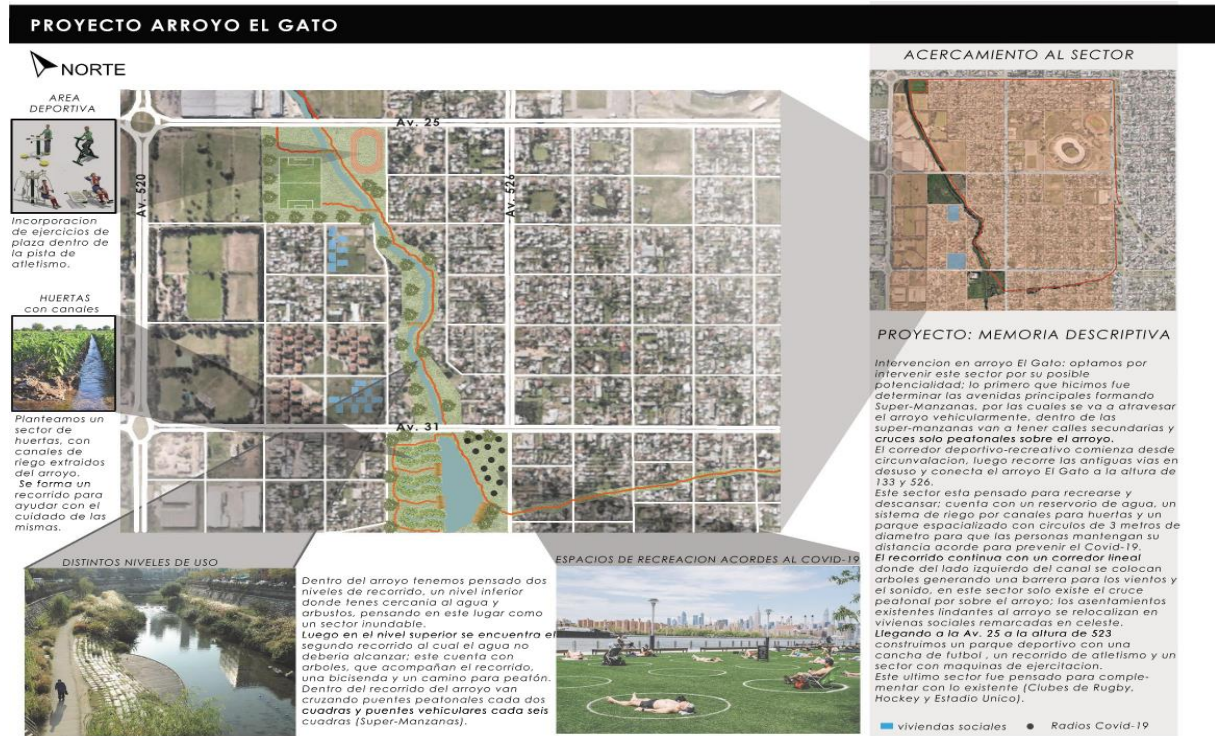 PROYECTO ARROYO EL GATO
NORTE
AREA
DEPORTIVA
Incorporacion
de ejercicios de
plaza dentro de
la pista de
atletismo.
HUERTAS
con canales
Planteamos un
sector de
huertas, con
canales de
riego extraidos
del arroyo.
Se forma un
recorrido para
ayudar con el
cuidado de las
mismas.
Av. 25
Av. 520
Av. 526
Av. 31
DISTINTOS NIVELES DE USO
Dentro del arroyo tenemos pensado dos
niveles de recorrido, un nivel interior
donde tenes cercania al agua y
arbustos, pensando en este lugar como
un sector inundable.
Luego en el nivel superior se encuentra el
segundo recorrido al cual el agua no
deberia alcanzar; este cuenta con
arboles, que acompañan el recorrido,
una bicisenda y un camino para peatón.
Dentro del recorrido del arroyo van
cruzando puentes peatonales cada dos
cuadras y puentes vehiculares cada seis
cuadras (Super-Manzanas).
ESPACIOS DE RECREACION ACORDES AL COVID-19
ACERCAMIENTO AL SECTOR
PROYECTO: MEMORIA DESCRIPTIVA
Intervencion en arroyo El Gato: optamos por
intervenir este sector por su posible
potencialidad; lo primero que hicimos fue
determinar las avenidas principales formando
Super-Manzanas, por las cuales se va a atravesar
el arroyo vehicularmente, dentro de las
super-manzanas van a tener calles secundarias y
cruces solo peatonales sobre el arroyo.
El corredor deportivo-recreativo comienza desde
circunvalacion, luego recorre las antiguas vias en
desuso y conecta el arroyo El Gato a la altura de
133 y 526.
Este sector esta pensado para recrearse y
descansar; cuenta con un reservorio de agua, un
sistema de riego por canales para huertas y un
parque espacializado con circulos de 3 metros de
diametro para que las personas mantengan su
distancia acorde para prevenir el Covid-19.
El recorrido continua con un corredor lineal
donde del lado izquierdo del canal se colocan
arboles generando una barrera para los vientos y
el sonido, en este sector solo existe el cruce
peatonal por sobre el arroyo; los asentamientos
existentes lindantes al arroyo se relocalizan en
viviendas sociales remarcadas en celeste.
Llegando a la Av. 25 a la altura de 523
construimos un parque deportivo con una
cancha de futbol , un recorrido de atletismo y un
sector con maquinas de ejercitacion.
Este ultimo sector fue pensado para comple-
mentar con lo existente (Clubes de Rugby,
Hockey y Estadio Unico).
viviendas sociales
Radios Covid-19